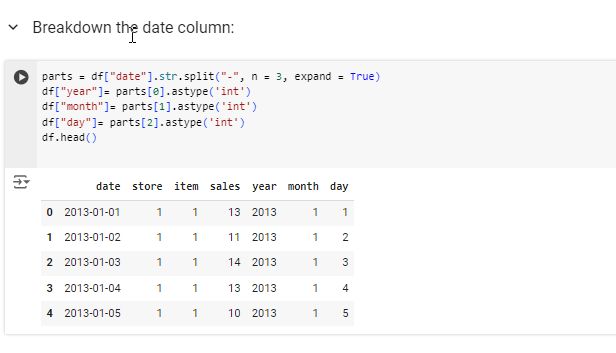 Breakdown the date column:
parts = df["date"].str.split("-", n = 3, expand = True)
df["year"]= parts[0].astype('int')
df["month"]= parts[1].astype('int')
df["day"]= parts[2].astype('int')
df.head()
date store item sales year month day
0 2013-01-01 1 1 13 2013 1 1
1 2013-01-02 1 1 11 2013 1 2
2 2013-01-03 1 1 14 2013 1 3
3 2013-01-04 1 1 13 2013 1 4
4 2013-01-05 1 1 10 2013 1 5